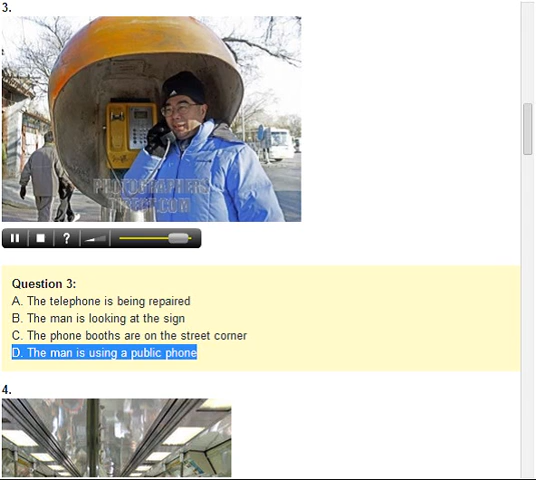 3.
PHOTOGRAPHERS
DIRECT.COM
?
Question 3:
A. The telephone is being repaired
B. The man is looking at the sign
C. The phone booths are on the street corner
D. The man is using a public phone
4.